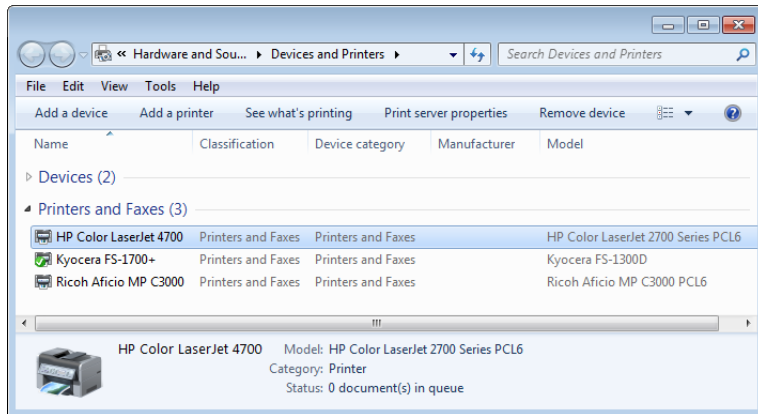 « Hardware and Sou... Devices and Printers Search Devices and Printers
File Edit View Tools Help
Add a device Add a printer See what's printing Print server properties Remove device
Name Classification Device category Manufacturer Model
Devices (2)
Printers and Faxes (3)
HP Color LaserJet 4700 Printers and Faxes Printers and Faxes HP Color LaserJet 2700 Series PCL6
Kyocera FS-1700+ Printers and Faxes Printers and Faxes Kyocera FS-1300D
Ricoh Aficio MP C3000 Printers and Faxes Printers and Faxes Ricoh Aficio MP C3000 PCL6
HP Color LaserJet 4700 Model: HP Color LaserJet 2700 Series PCL6
Category: Printer
Status: 0 document(s) in queue